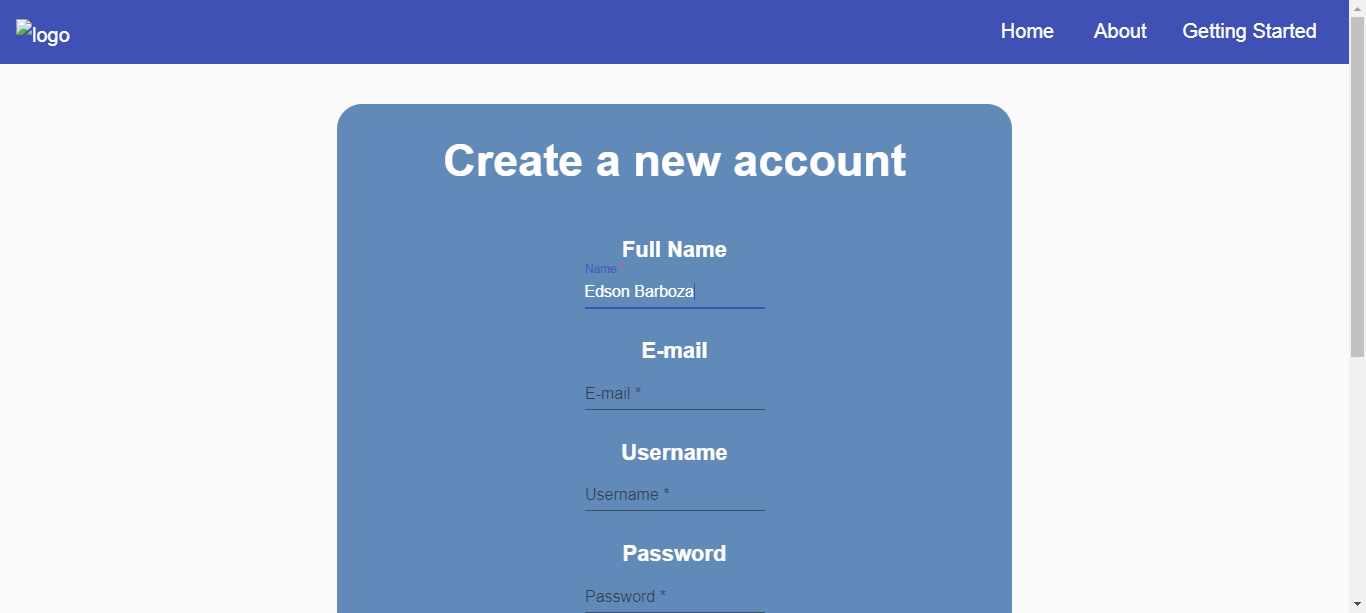 logo
Home About Getting Started
Create a new account
Full Name
Name *
Edson Barboza
E-mail
E-mail *
Username
Username *
Password
Password *